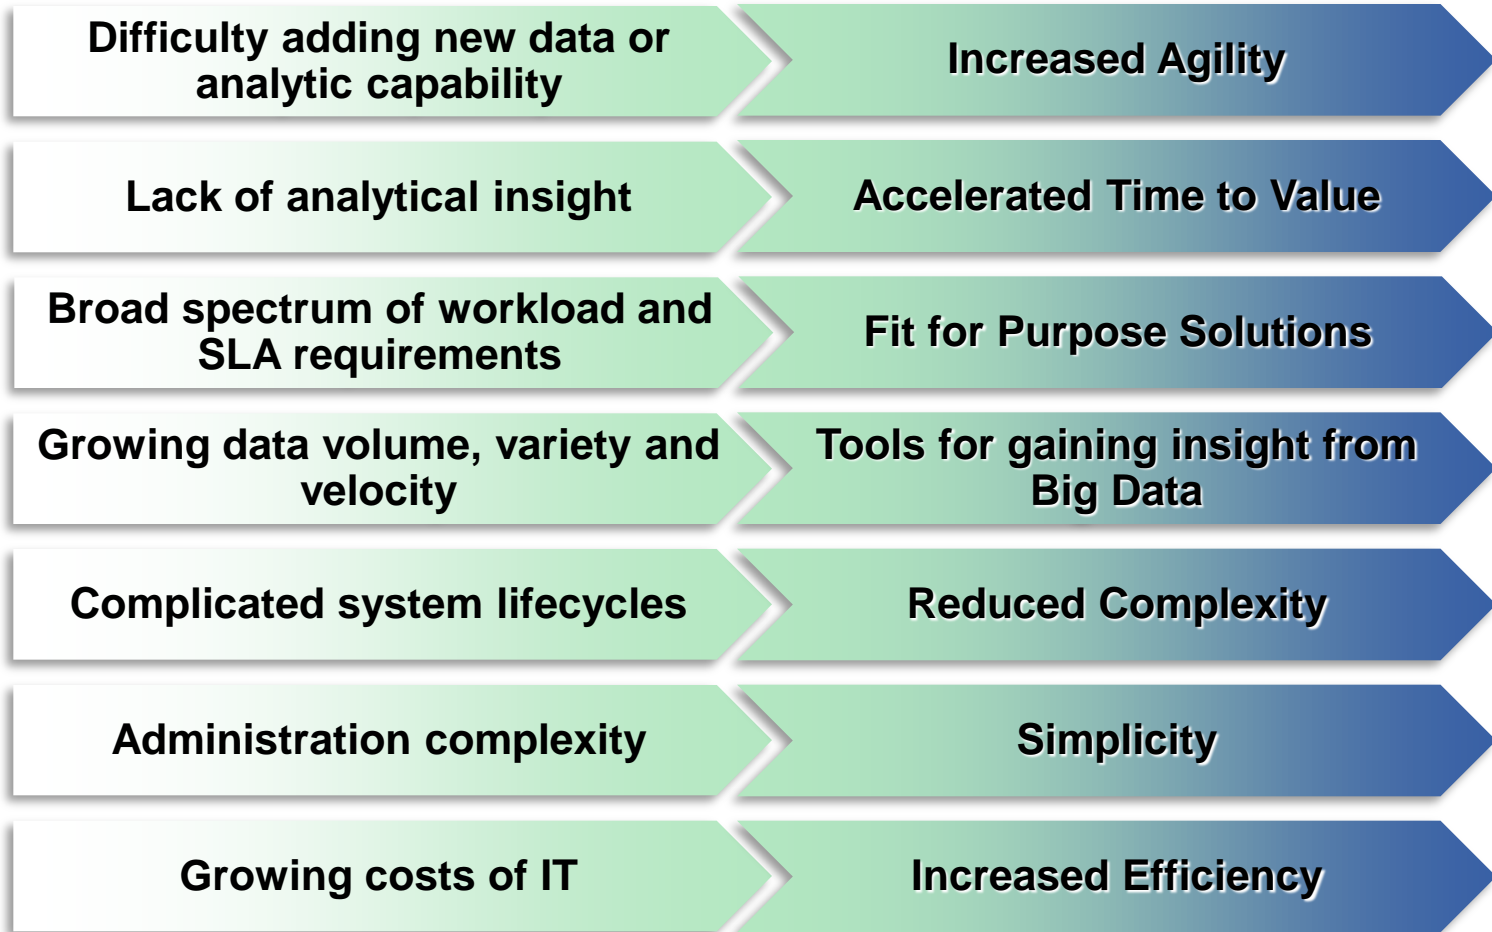 Difficulty adding new data or
analytic capability
Increased Agility
Lack of analytical insight
Accelerated Time to Value
Broad spectrum of workload and
SLA requirements
Fit for Purpose Solutions
Growing data volume, variety and
velocity
Tools for gaining insight from
Big Data
Complicated system lifecycles
Reduced Complexity
Administration complexity
Simplicity
Growing costs of IT
Increased Efficiency